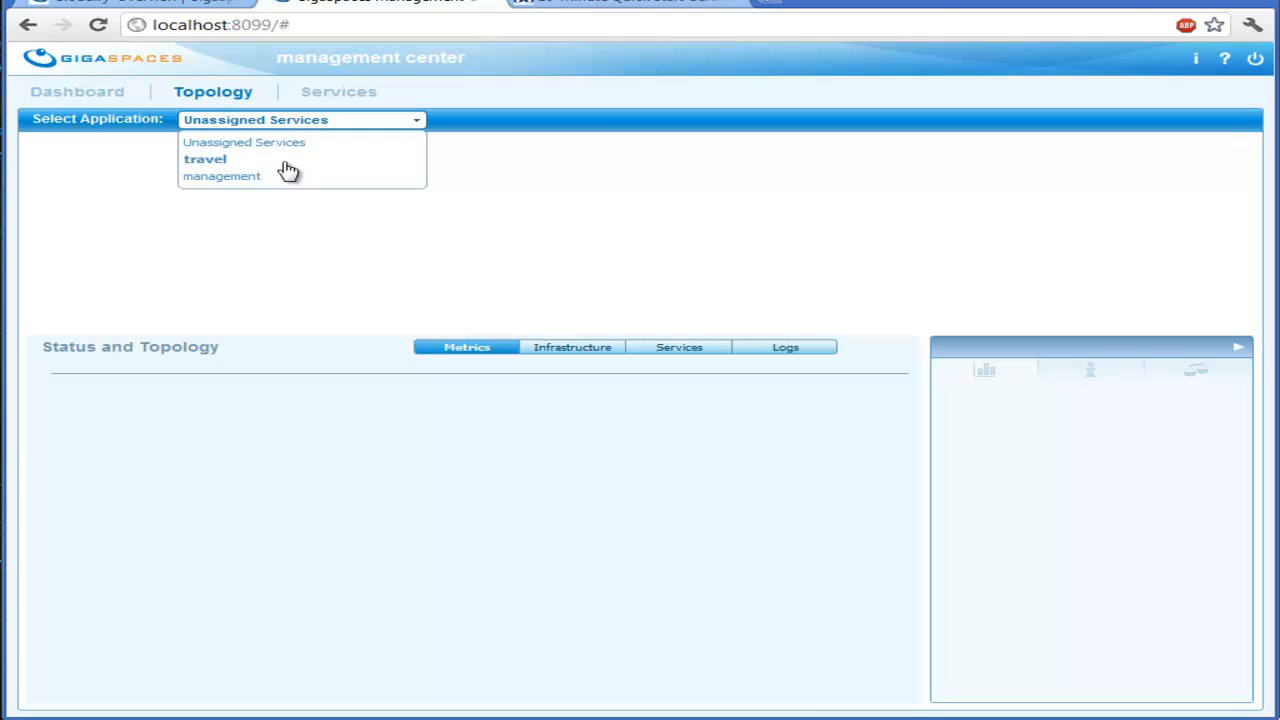 localhost:8099/#
ABP
GIGASPACES management center i ?
Dashboard Topology Services
Select Application: Unassigned Services
Unassigned Services
travel
management
Status and Topology Metrics Infrastructure Services Logs